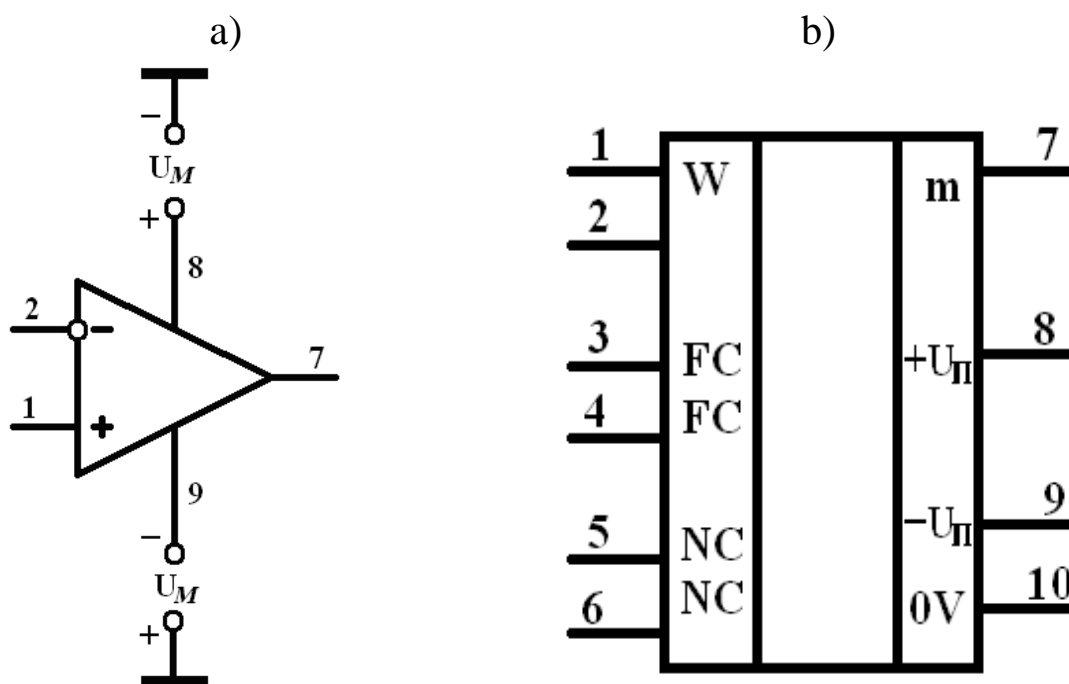 a) b)
−
U_M
+
8
2 −
7
1 +
9
−
U_M
+
1 W m 7
2
3 FC +U_П 8
4 FC
5 NC −U_П 9
6 NC 0V 10